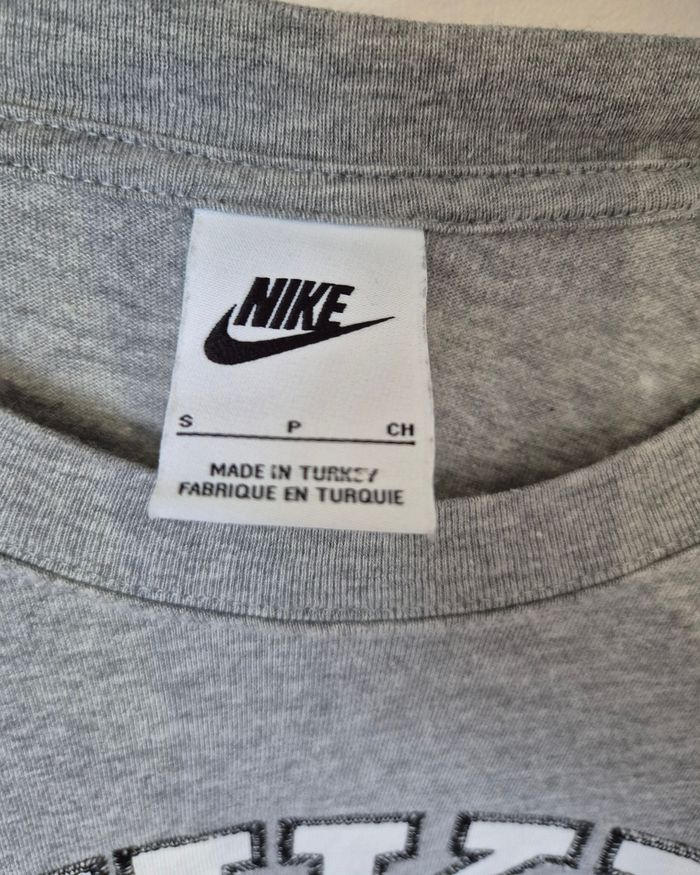 NIKE
S P CH
MADE IN TURKEY
FABRIQUE EN TURQUIE